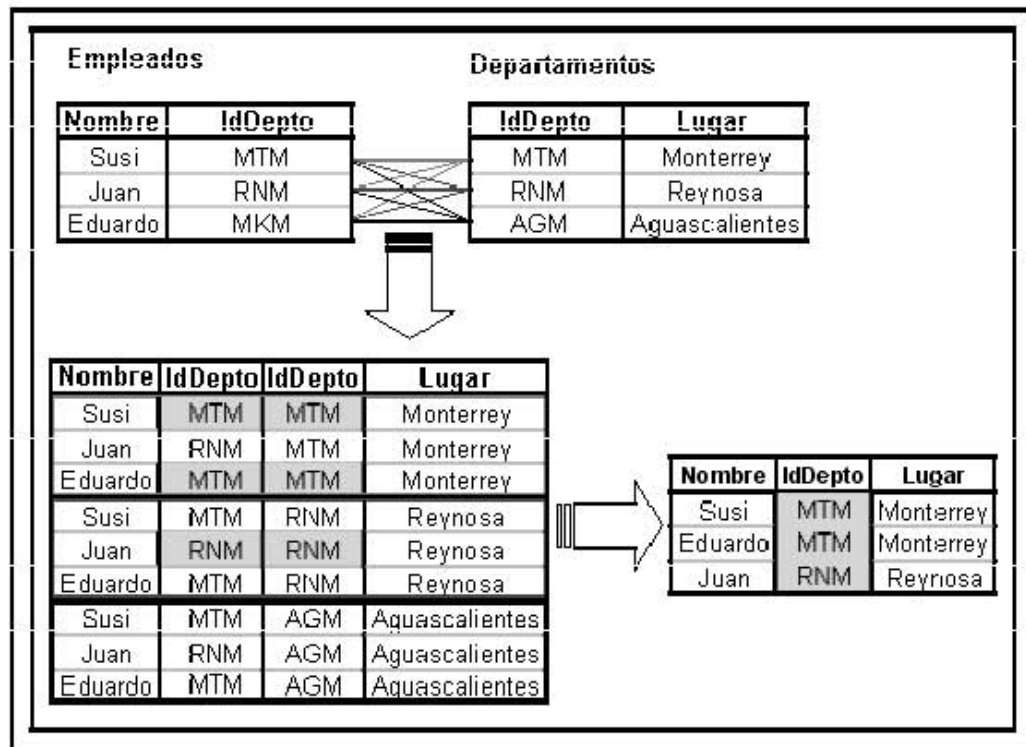 Empleados
Departamentos
Nombre IdDepto
Susi MTM
Juan RNM
Eduardo MKM
IdDepto Lugar
MTM Monterrey
RNM Reynosa
AGM Aguascalientes
Nombre IdDepto IdDepto Lugar
Susi MTM MTM Monterrey
Juan RNM MTM Monterrey
Eduardo MTM MTM Monterrey
Susi MTM RNM Reynosa
Juan RNM RNM Reynosa
Eduardo MTM RNM Reynosa
Susi MTM AGM Aguascalientes
Juan RNM AGM Aguascalientes
Eduardo MTM AGM Aguascalientes
Nombre IdDepto Lugar
Susi MTM Monterrey
Eduardo MTM Monterrey
Juan RNM Reynosa